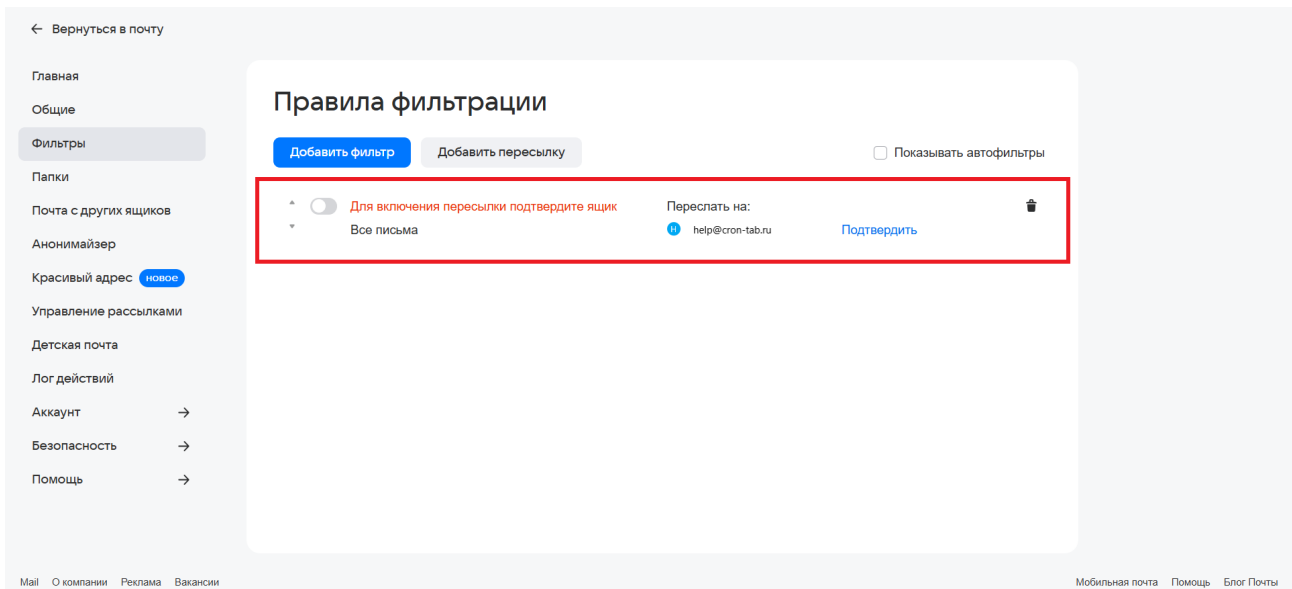 ← Вернуться в почту
Главная
Общие
Фильтры
Папки
Почта с других ящиков
Анонимайзер
Красивый адрес новое
Управление рассылками
Детская почта
Лог действий
Аккаунт →
Безопасность →
Помощь →
Правила фильтрации
Добавить фильтр Добавить пересылку Показывать автофильтры
Для включения пересылки подтвердите ящик Переслать на:
Все письма H help@cron-tab.ru Подтвердить
Mail О компании Реклама Вакансии Мобильная почта Помощь Блог Почты